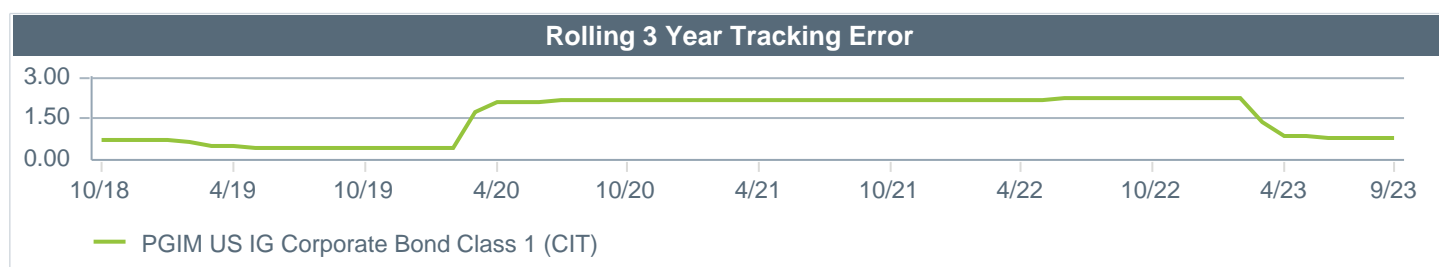 Rolling 3 Year Tracking Error
3.00
1.50
0.00
10/18 4/19 10/19 4/20 10/20 4/21 10/21 4/22 10/22 4/23 9/23
PGIM US IG Corporate Bond Class 1 (CIT)